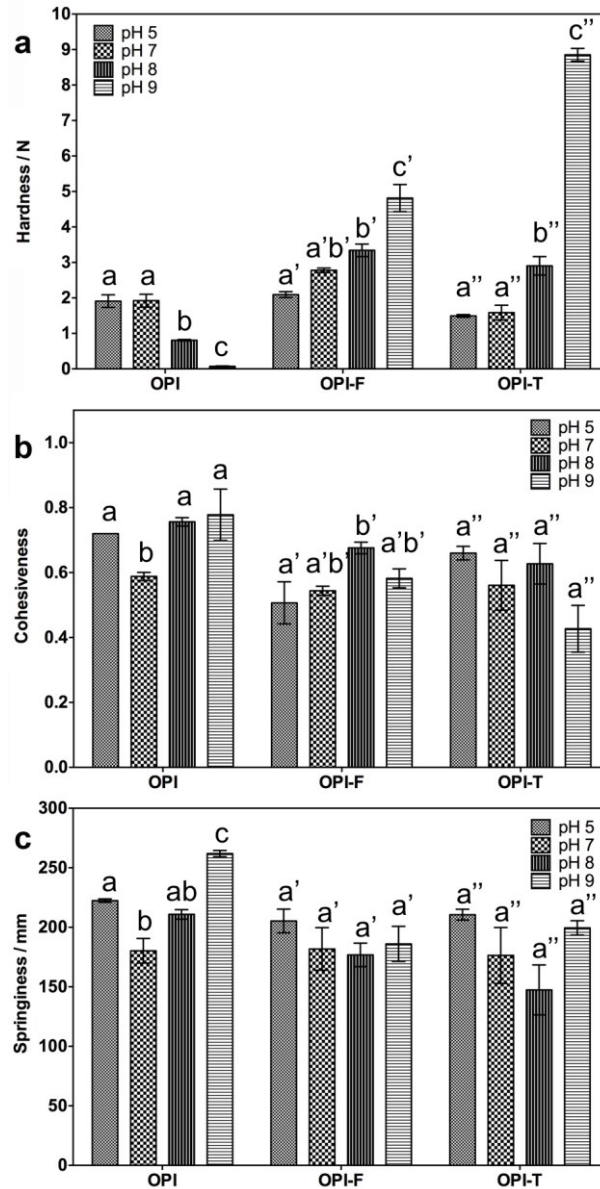 a
pH 5
pH 7
pH 8
pH 9
Hardness / N
10
9
8
7
6
5
4
3
2
1
0
a a b c
a' a'b' b' c'
a'' a'' b'' c''
OPI OPI-F OPI-T
b
pH 5
pH 7
pH 8
pH 9
Cohesiveness
1.0
0.8
0.6
0.4
0.2
0.0
a b a a
a' a'b' b' a'b'
a'' a'' a'' a''
OPI OPI-F OPI-T
c
pH 5
pH 7
pH 8
pH 9
Springiness / mm
300
250
200
150
100
50
0
a b ab c
a' a' a' a'
a'' a'' a'' a''
OPI OPI-F OPI-T